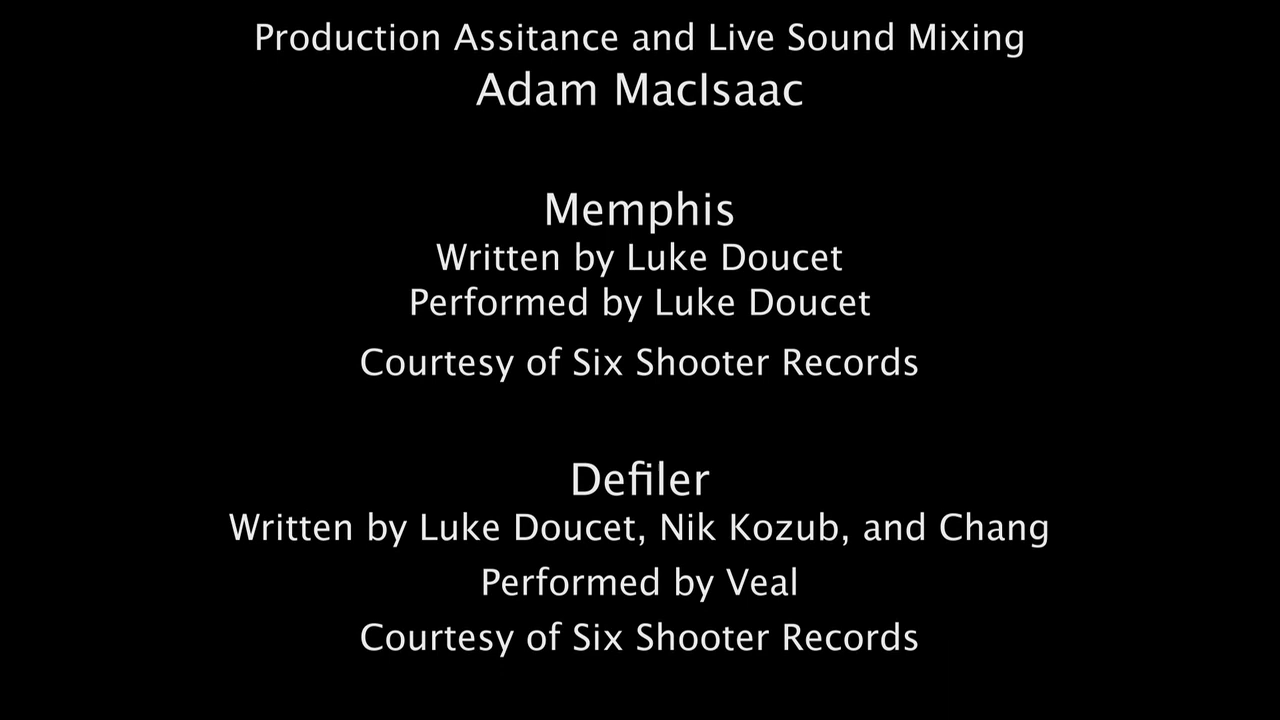 Production Assitance and Live Sound Mixing
Adam MacIsaac
Memphis
Written by Luke Doucet
Performed by Luke Doucet
Courtesy of Six Shooter Records
Defiler
Written by Luke Doucet, Nik Kozub, and Chang
Performed by Veal
Courtesy of Six Shooter Records